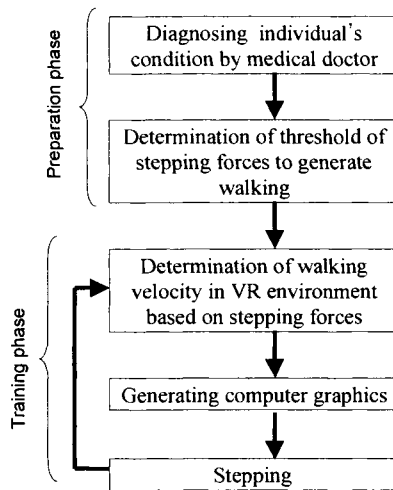 Preparation phase
Diagnosing individual's
condition by medical doctor
Determination of threshold of
stepping forces to generate
walking
Training phase
Determination of walking
velocity in VR environment
based on stepping forces
Generating computer graphics
Stepping